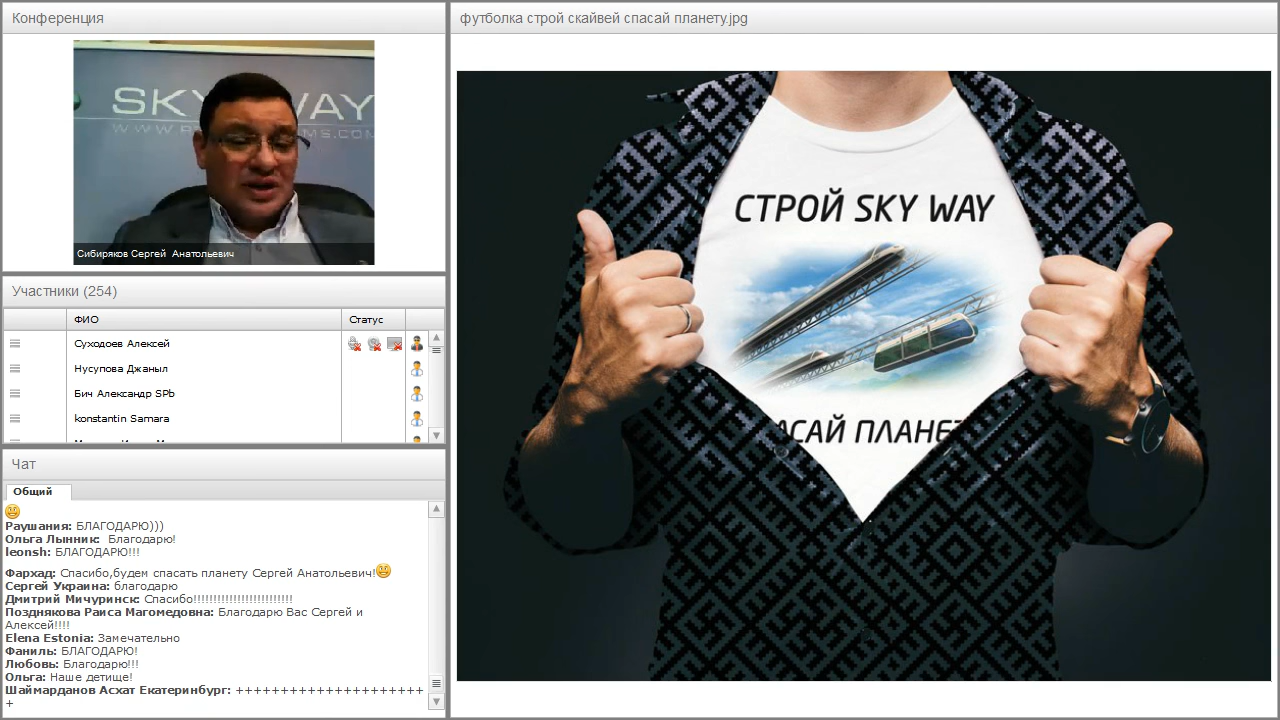 Конференция
SKY WAY
Сибиряков Сергей Анатольевич
Участники (254)
ФИО
Статус
Суходоев Алексей
Нусупова Джаныл
Бич Александр SPb
konstantin Samara
Чат
Общий
Раушания: БЛАГОДАРЮ)))
Ольга Лынник: Благодарю!
leonsh: БЛАГОДАРЮ!!!
Фархад: Спасибо,будем спасать планету Сергей Анатольевич!
Сергей Украина: благодарю
Дмитрий Мичуринск: Спасибо!!!!!!!!!!!!!!!!!!!!!!!!!
Позднякова Раиса Магомедовна: Благодарю Вас Сергей и
Алексей!!!!
Elena Estonia: Замечательно
Фаниль: БЛАГОДАРЮ!
Любовь: Благодарю!!!
Ольга: Наше детище!
Шаймарданов Асхат Екатеринбург: +++++++++++++++++++++
+
футболка строй скайвей спасай планету.jpg
СТРОЙ SKY WAY
АСАЙ ПЛАНЕТ